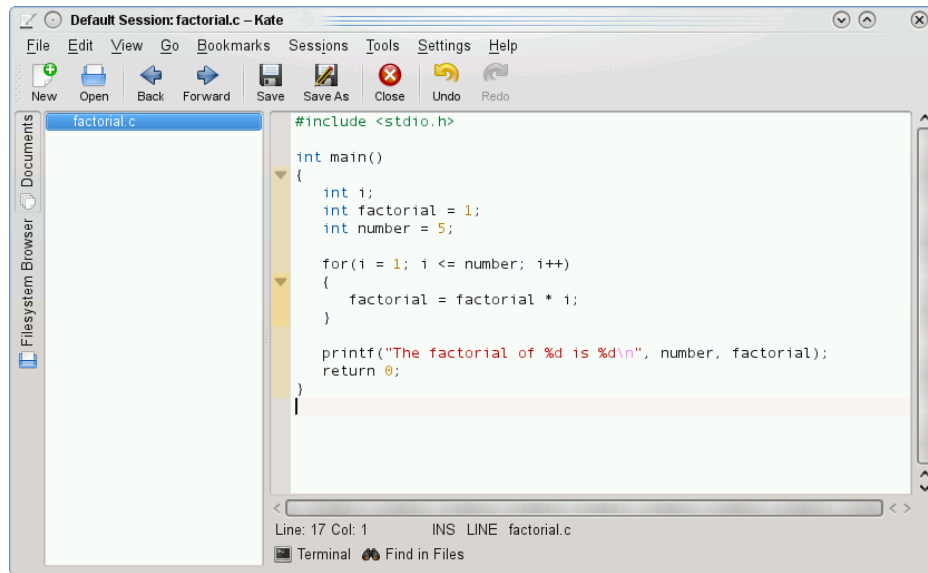 Default Session: factorial.c – Kate
File Edit View Go Bookmarks Sessions Tools Settings Help
New Open Back Forward Save Save As Close Undo Redo
Documents
Filesystem Browser
factorial.c
#include <stdio.h>

int main()
{
   int i;
   int factorial = 1;
   int number = 5;

   for(i = 1; i <= number; i++)
   {
      factorial = factorial * i;
   }

   printf("The factorial of %d is %d\n", number, factorial);
   return 0;
}
Line: 17 Col: 1 INS LINE factorial.c
Terminal Find in Files